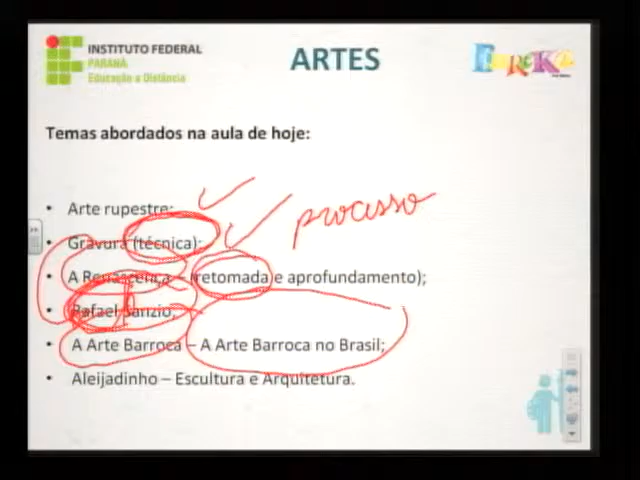 INSTITUTO FEDERAL
PARANÁ
Educação a Distância
ARTES
EUREKA
Temas abordados na aula de hoje:
• Arte rupestre;
processo
• Gravura (técnica);
• A Renascença – (retomada e aprofundamento);
• Rafael Sanzio;
• A Arte Barroca – A Arte Barroca no Brasil;
• Aleijadinho – Escultura e Arquitetura.